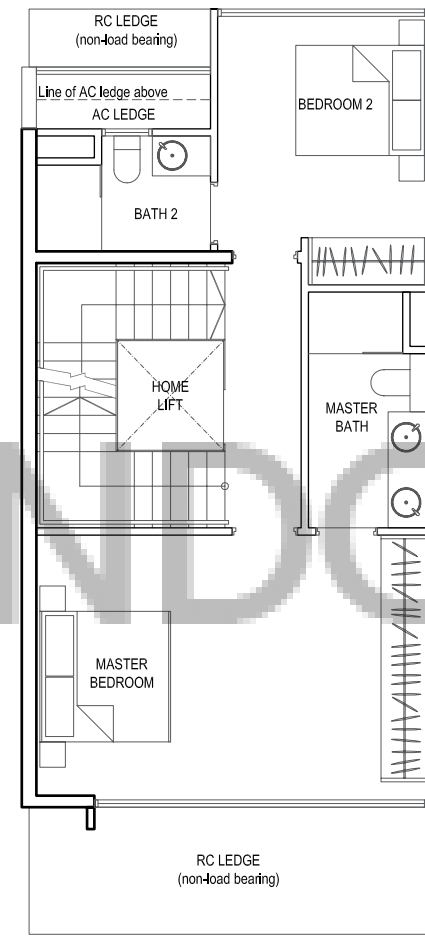 RC LEDGE
(non-load bearing)
Line of AC ledge above
AC LEDGE
BEDROOM 2
BATH 2
HOME
LIFT
MASTER
BATH
MASTER
BEDROOM
RC LEDGE
(non-load bearing)